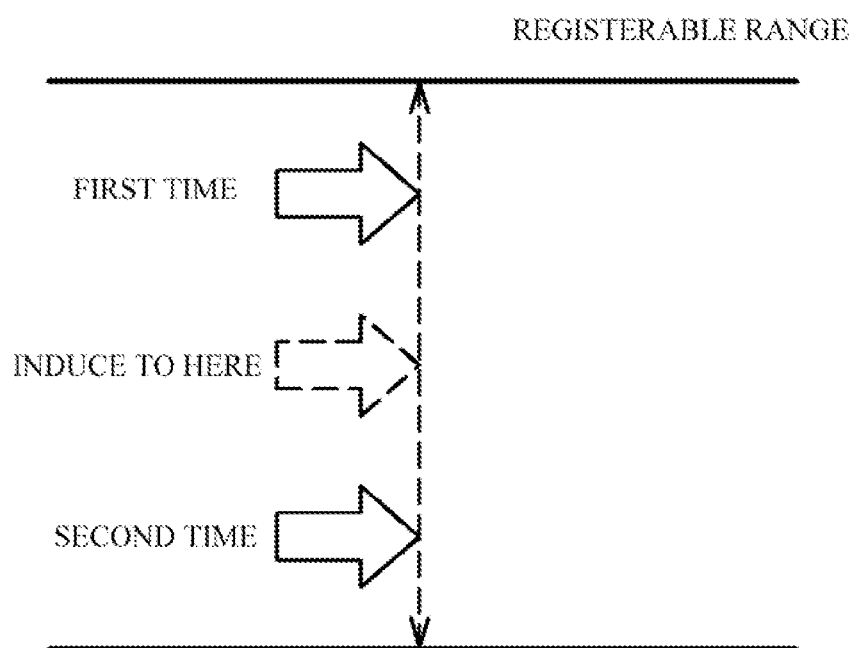 REGISTERABLE RANGE
FIRST TIME
INDUCE TO HERE
SECOND TIME